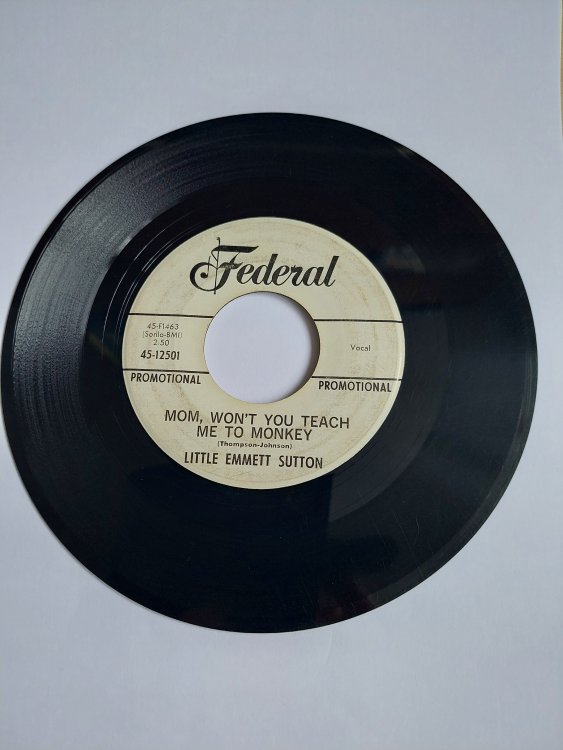 Federal
45-F1463
(Sonlo-BMI)
2:50
45-12501
Vocal
PROMOTIONAL
PROMOTIONAL
MOM, WON'T YOU TEACH
ME TO MONKEY
(Thompson-Johnson)
LITTLE EMMETT SUTTON